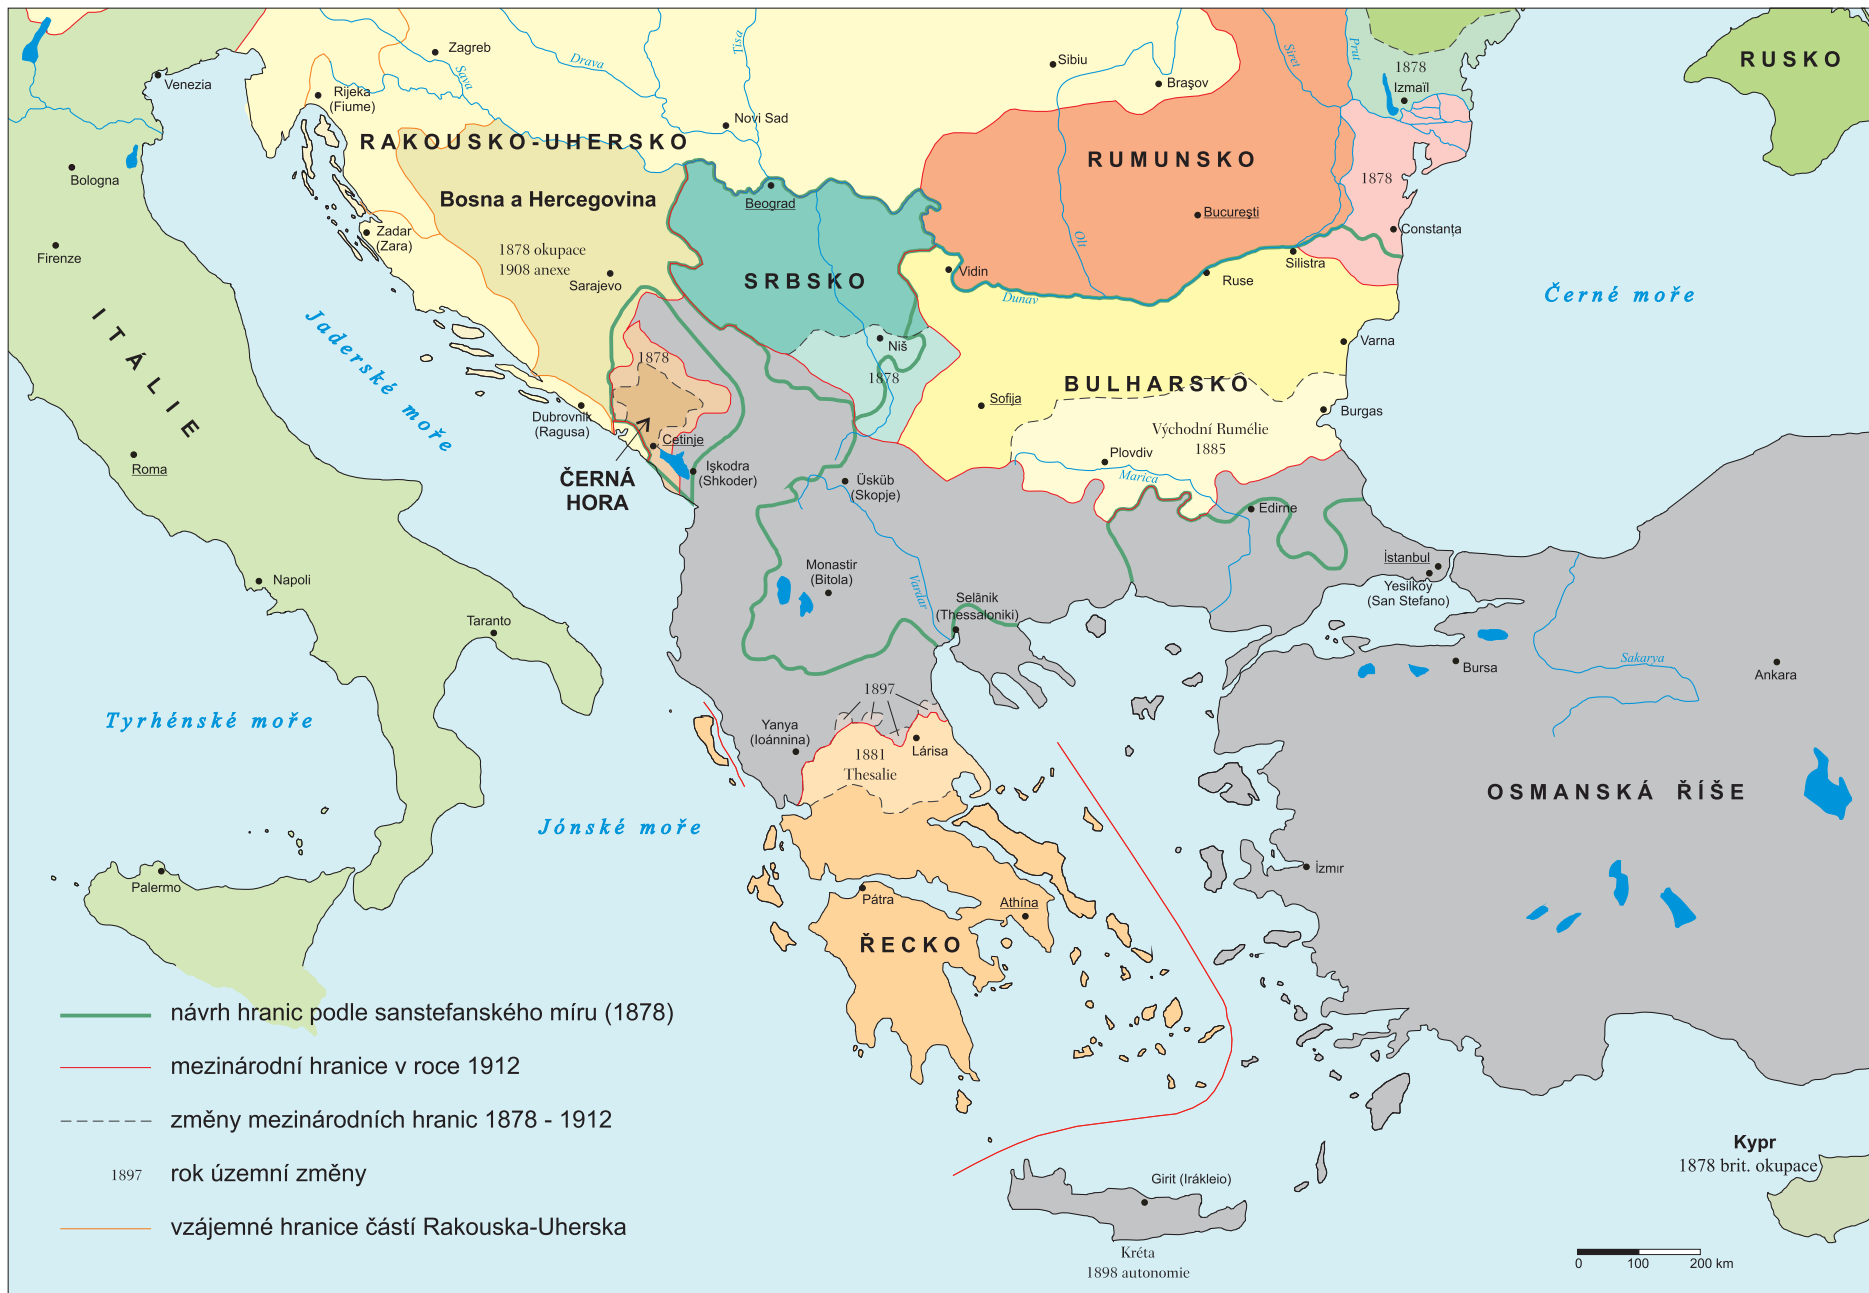 Zagreb
Drava
Tisa
Sava
Sibiu
Braşov
Siret
Prut
1878
Izmaïl
RUSKO
Venezia
Rijeka
(Fiume)
Novi Sad
RAKOUSKO-UHERSKO
RUMUNSKO
Bologna
Bosna a Hercegovina
Beograd
Bucureşti
1878
Zadar
(Zara)
1878 okupace
1908 anexe
Sarajevo
Olt
Constanţa
Firenze
SRBSKO
Vidin
Silistra
Ruse
Dunav
Černé moře
ITÁLIE
Jaderské moře
1878
Niš
1878
Varna
BULHARSKO
Sofija
Burgas
Dubrovnik
(Ragusa)
Východní Rumélie
1885
Cetinje
Plovdiv
Marica
Roma
ČERNÁ
HORA
Işkodra
(Shkoder)
Üsküb
(Skopje)
Edirne
İstanbul
Yesilköy
(San Stefano)
Monastir
(Bitola)
Vardar
Selânik
(Thessaloniki)
Napoli
Taranto
Bursa
Sakarya
Ankara
1897
Tyrhénské moře
Yanya
(Ioánnina)
1881
Thesalie
Lárisa
OSMANSKÁ ŘÍŠE
Jónské moře
İzmır
Palermo
Pátra
Athína
ŘECKO
návrh hranic podle sanstefanského míru (1878)
mezinárodní hranice v roce 1912
změny mezinárodních hranic 1878 - 1912
1897 rok územní změny
vzájemné hranice částí Rakouska-Uherska
Kypr
1878 brit. okupace
Girit (Irákleio)
Kréta
1898 autonomie
0 100 200 km